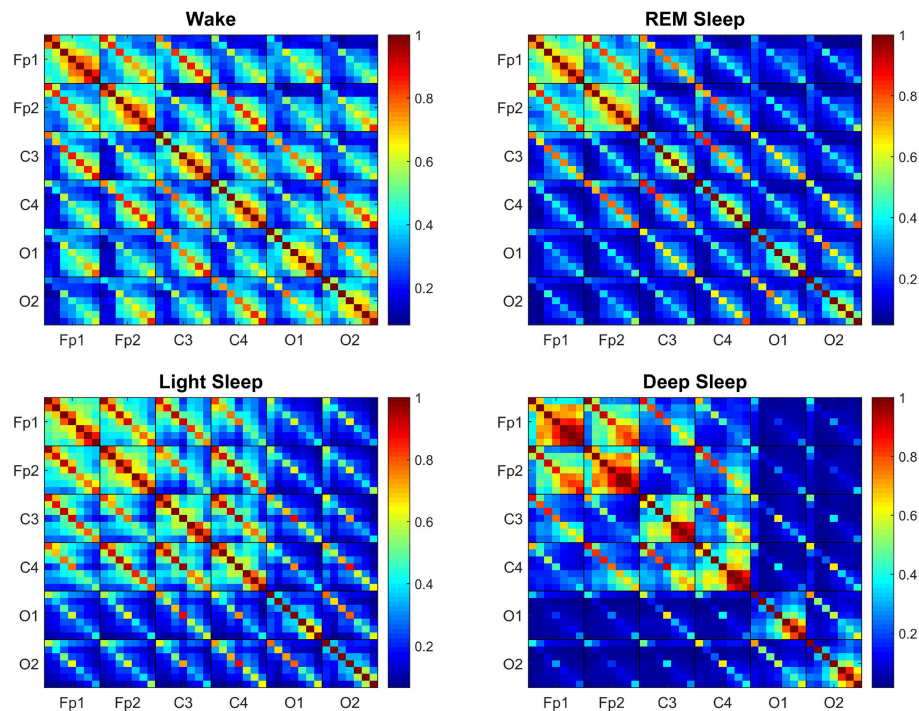 Wake
Fp1
Fp2
C3
C4
O1
O2
Fp1 Fp2 C3 C4 O1 O2
1
0.8
0.6
0.4
0.2
REM Sleep
Fp1
Fp2
C3
C4
O1
O2
Fp1 Fp2 C3 C4 O1 O2
1
0.8
0.6
0.4
0.2
Light Sleep
Fp1
Fp2
C3
C4
O1
O2
Fp1 Fp2 C3 C4 O1 O2
1
0.8
0.6
0.4
0.2
Deep Sleep
Fp1
Fp2
C3
C4
O1
O2
Fp1 Fp2 C3 C4 O1 O2
1
0.8
0.6
0.4
0.2